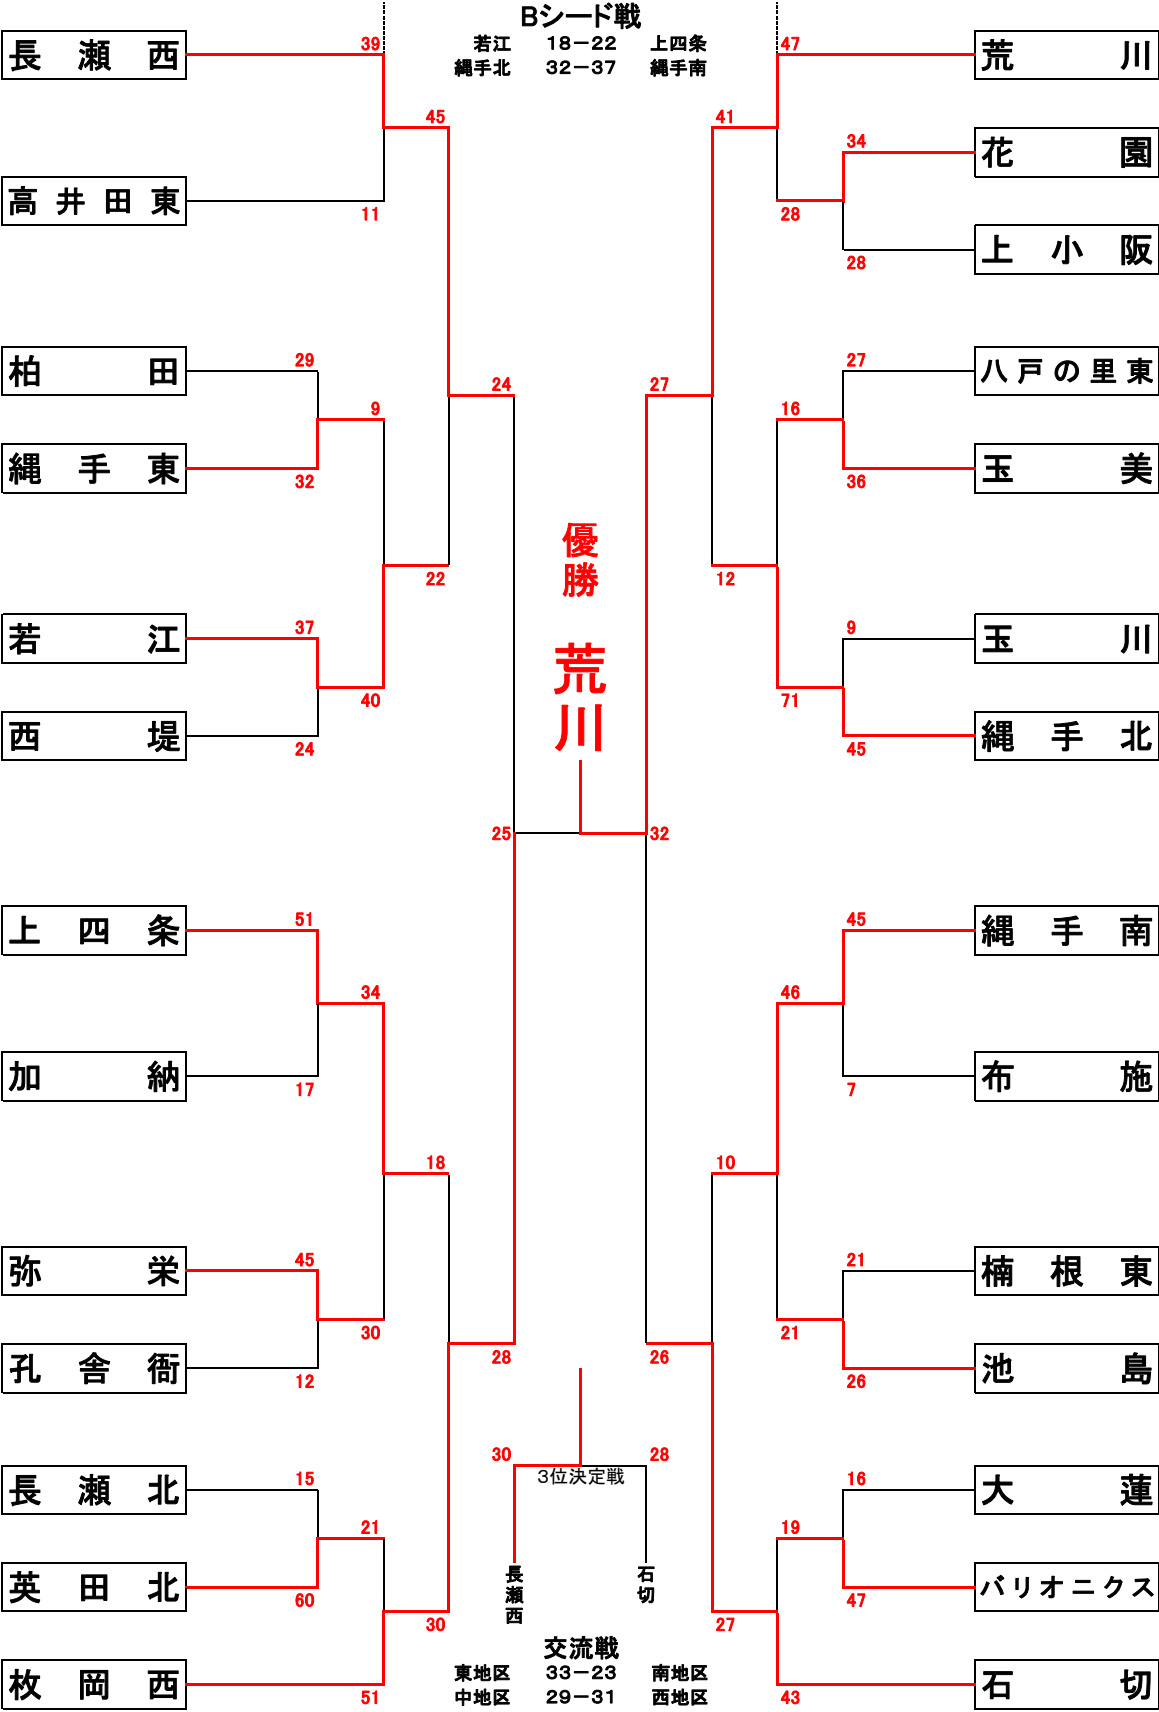 Bシード戦
若江 18－22 上四条
縄手北 32－37 縄手南
長瀬西 39 47 荒川
45 41
34 花園
高井田東 11 28
28 上小阪
柏田 29 27 八戸の里東
24 27
9 16
縄手東 32 36 玉美
優勝
荒川
22 12
若江 37 9 玉川
40 71
西堤 24 45 縄手北
25 32
上四条 51 45 縄手南
34 46
加納 17 7 布施
18 10
弥栄 45 21 楠根東
30 21
28 26
孔舎衙 12 26 池島
30 28
3位決定戦
長瀬北 15 16 大蓮
21 19
英田北 60 47 バリオニクス
長瀬西 石切
30 27
交流戦
東地区 33－23 南地区
中地区 29－31 西地区
枚岡西 51 43 石切